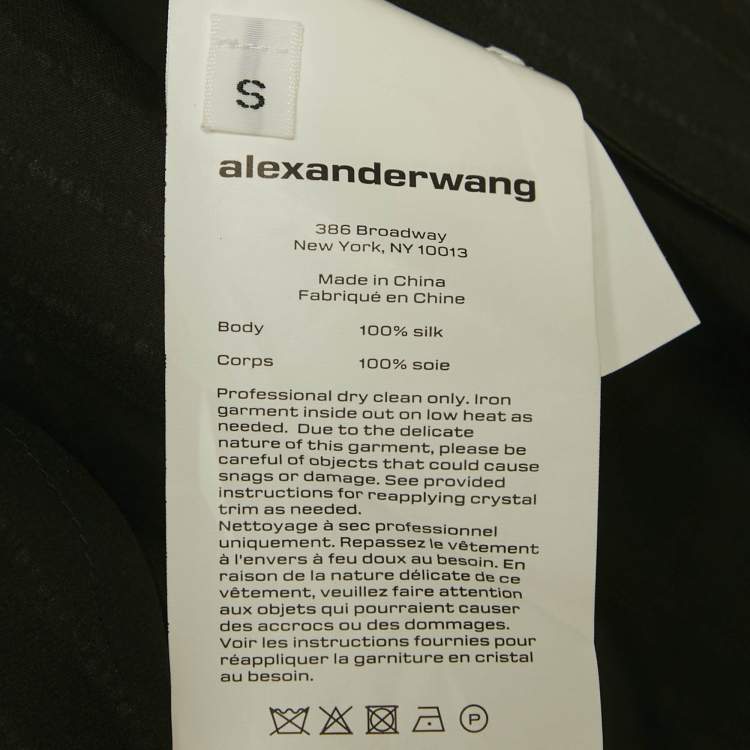 S
alexanderwang
386 Broadway
New York, NY 10013
Made in China
Fabriqué en Chine
Body 100% silk
Corps 100% soie
Professional dry clean only. Iron
garment inside out on low heat as
needed. Due to the delicate
nature of this garment, please be
careful of objects that could cause
snags or damage. See provided
instructions for reapplying crystal
trim as needed.
Nettoyage à sec professionnel
uniquement. Repassez le vêtement
à l'envers à feu doux au besoin. En
raison de la nature délicate de ce
vêtement, veuillez faire attention
aux objets qui pourraient causer
des accrocs ou des dommages.
Voir les instructions fournies pour
réappliquer la garniture en cristal
au besoin.
P